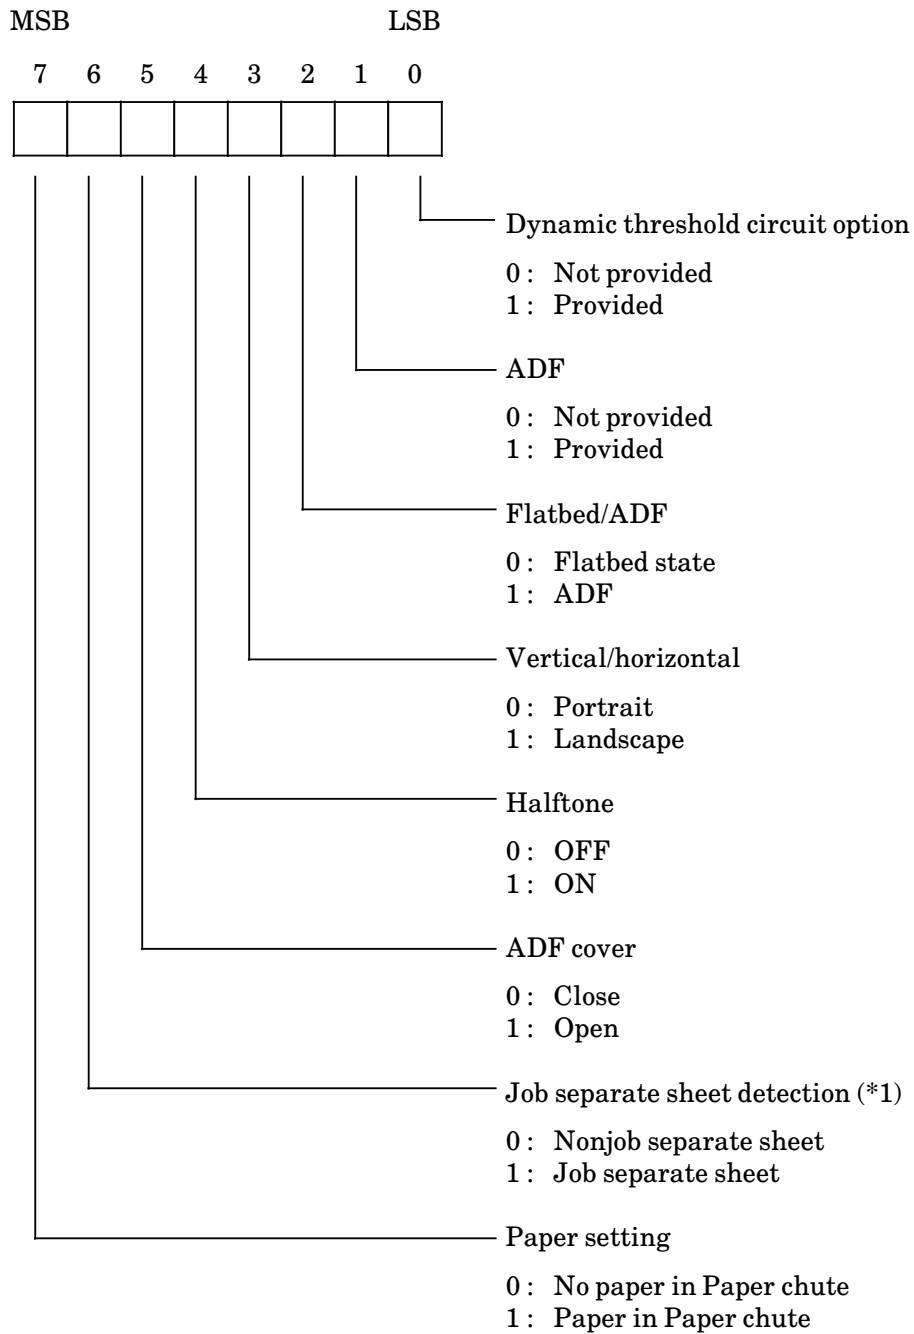 MSB LSB
7 6 5 4 3 2 1 0
Dynamic threshold circuit option
0 : Not provided
1 : Provided
ADF
0 : Not provided
1 : Provided
Flatbed/ADF
0 : Flatbed state
1 : ADF
Vertical/horizontal
0 : Portrait
1 : Landscape
Halftone
0 : OFF
1 : ON
ADF cover
0 : Close
1 : Open
Job separate sheet detection (*1)
0 : Nonjob separate sheet
1 : Job separate sheet
Paper setting
0 : No paper in Paper chute
1 : Paper in Paper chute